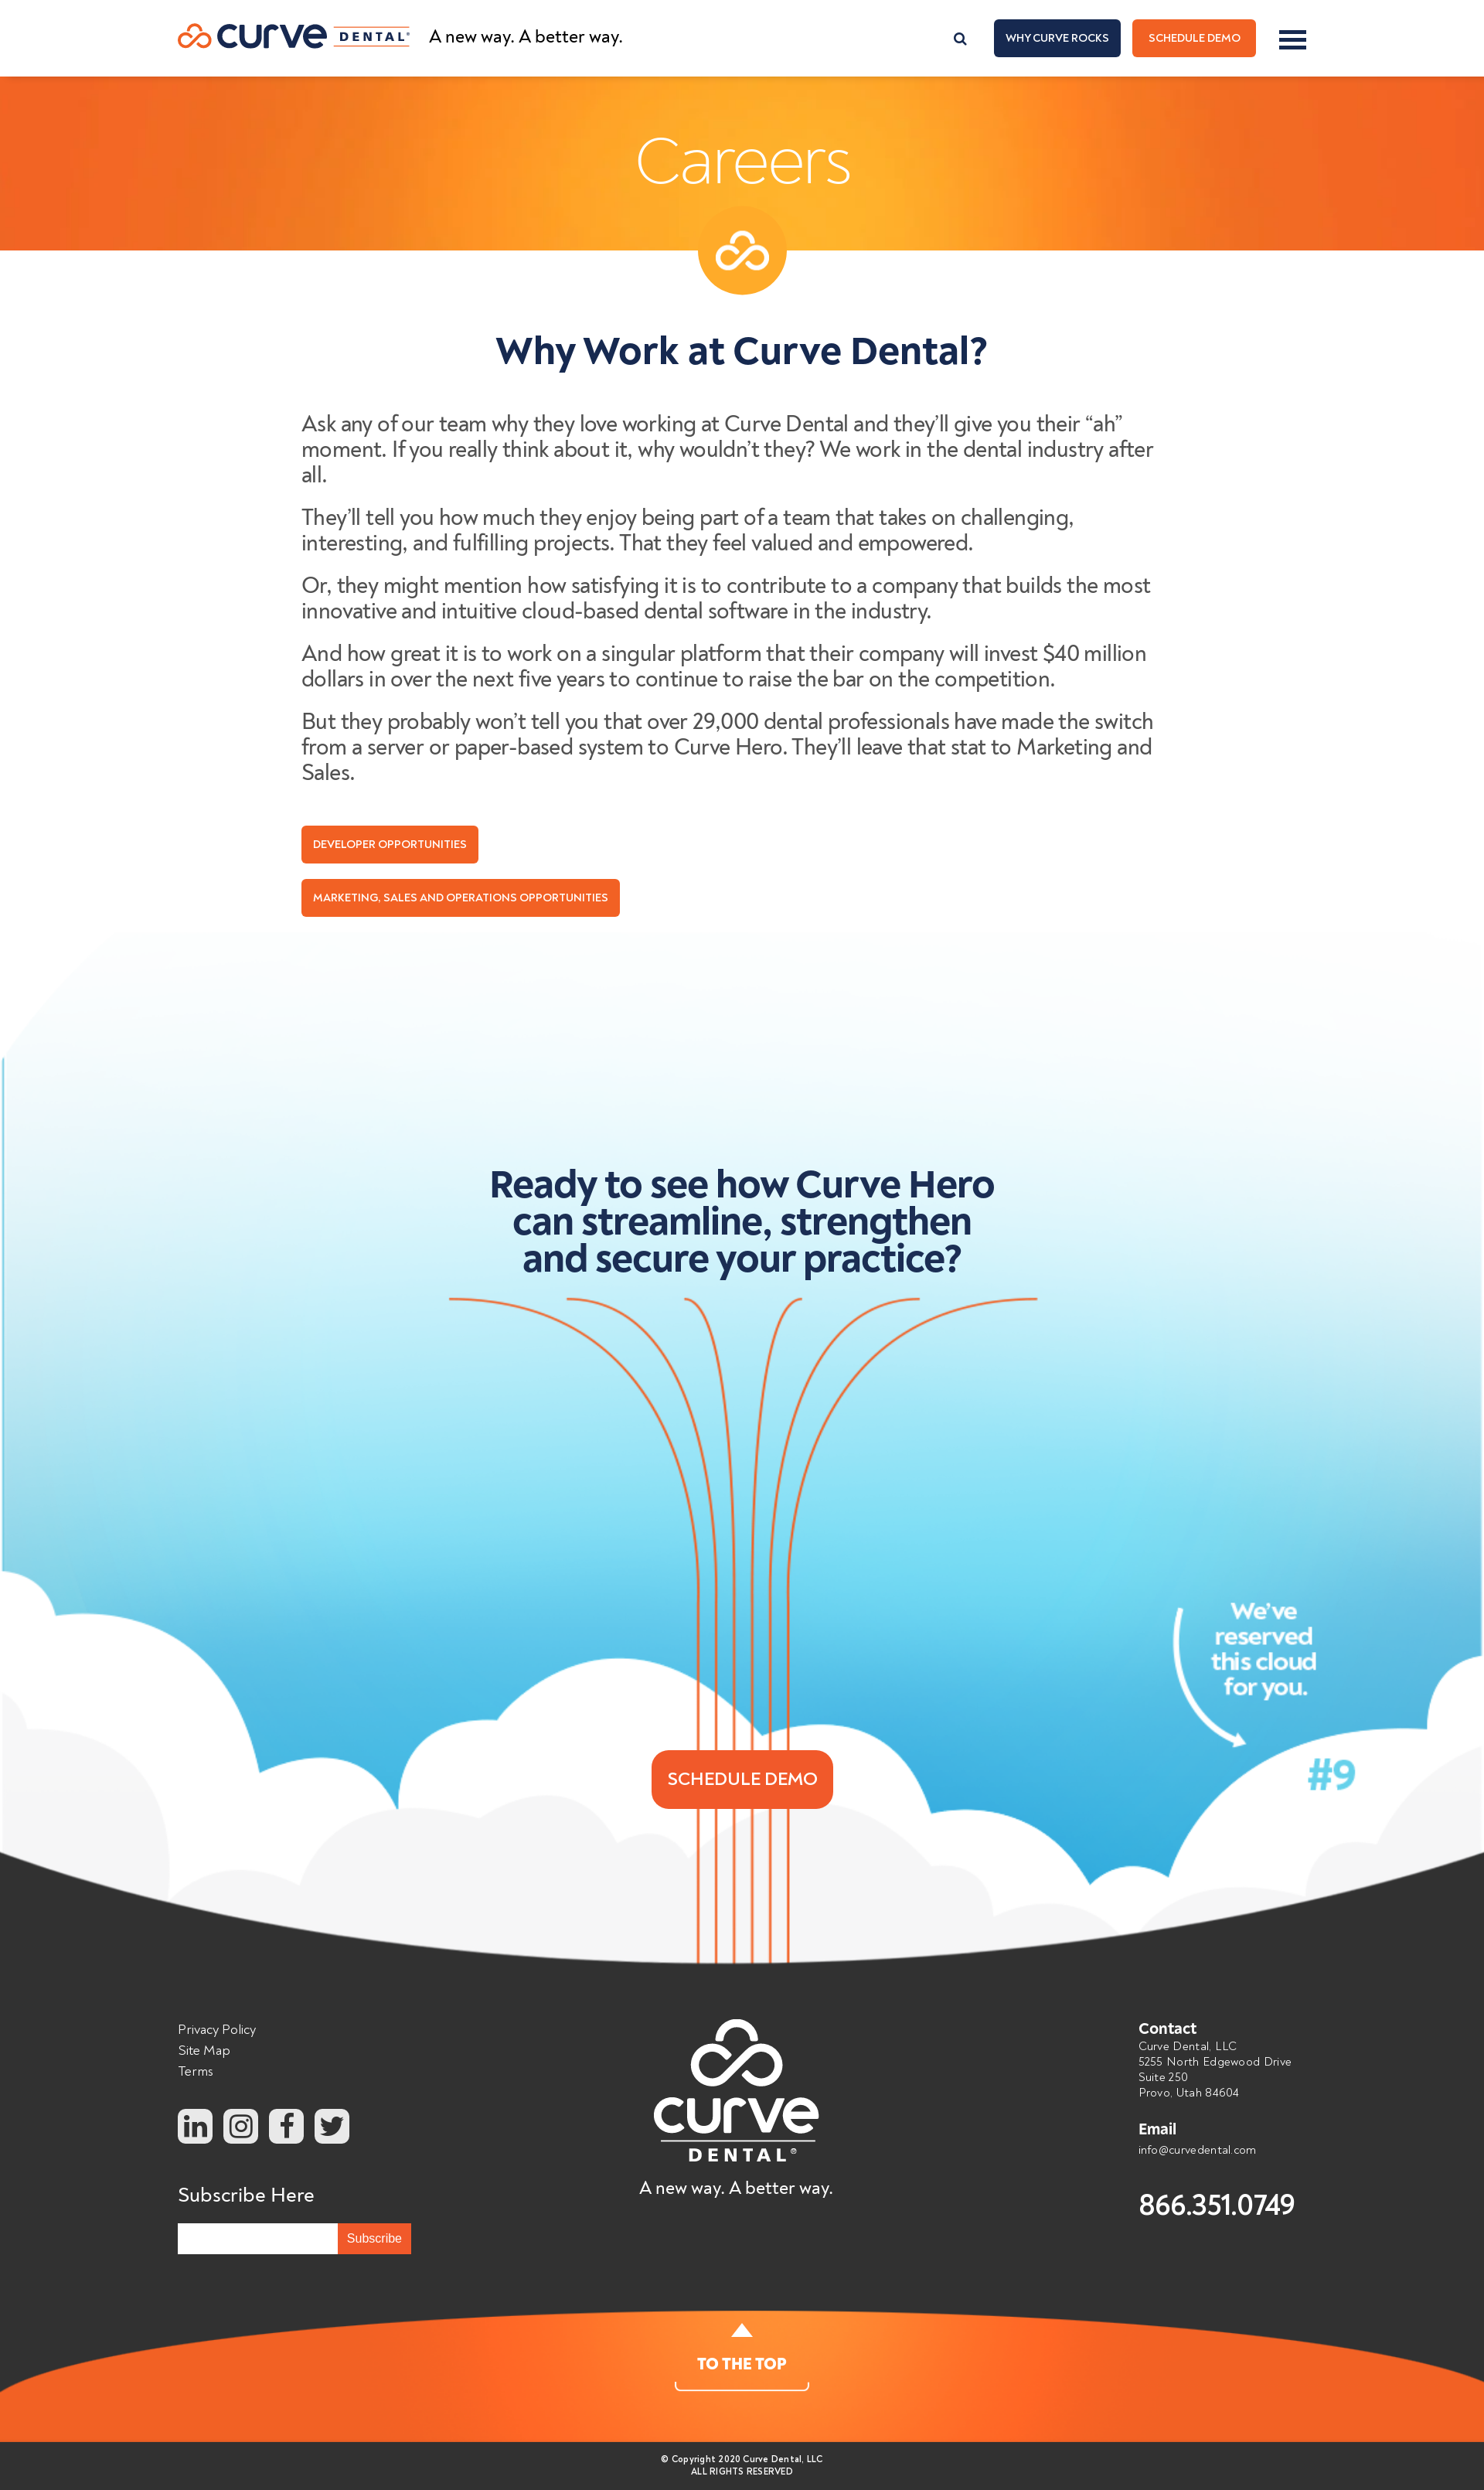 curve DENTAL® A new way. A better way.
WHY CURVE ROCKS
SCHEDULE DEMO
Careers
Why Work at Curve Dental?
Ask any of our team why they love working at Curve Dental and they’ll give you their “ah”
moment. If you really think about it, why wouldn’t they? We work in the dental industry after
all.
They’ll tell you how much they enjoy being part of a team that takes on challenging,
interesting, and fulfilling projects. That they feel valued and empowered.
Or, they might mention how satisfying it is to contribute to a company that builds the most
innovative and intuitive cloud-based dental software in the industry.
And how great it is to work on a singular platform that their company will invest $40 million
dollars in over the next five years to continue to raise the bar on the competition.
But they probably won’t tell you that over 29,000 dental professionals have made the switch
from a server or paper-based system to Curve Hero. They’ll leave that stat to Marketing and
Sales.
DEVELOPER OPPORTUNITIES
MARKETING, SALES AND OPERATIONS OPPORTUNITIES
Ready to see how Curve Hero
can streamline, strengthen
and secure your practice?
We’ve
reserved
this cloud
for you.
#9
SCHEDULE DEMO
Privacy Policy
Site Map
Terms
Subscribe Here
Subscribe
curve
DENTAL®
A new way. A better way.
Contact
Curve Dental, LLC
5255 North Edgewood Drive
Suite 250
Provo, Utah 84604
Email
info@curvedental.com
866.351.0749
TO THE TOP
© Copyright 2020 Curve Dental, LLC
ALL RIGHTS RESERVED